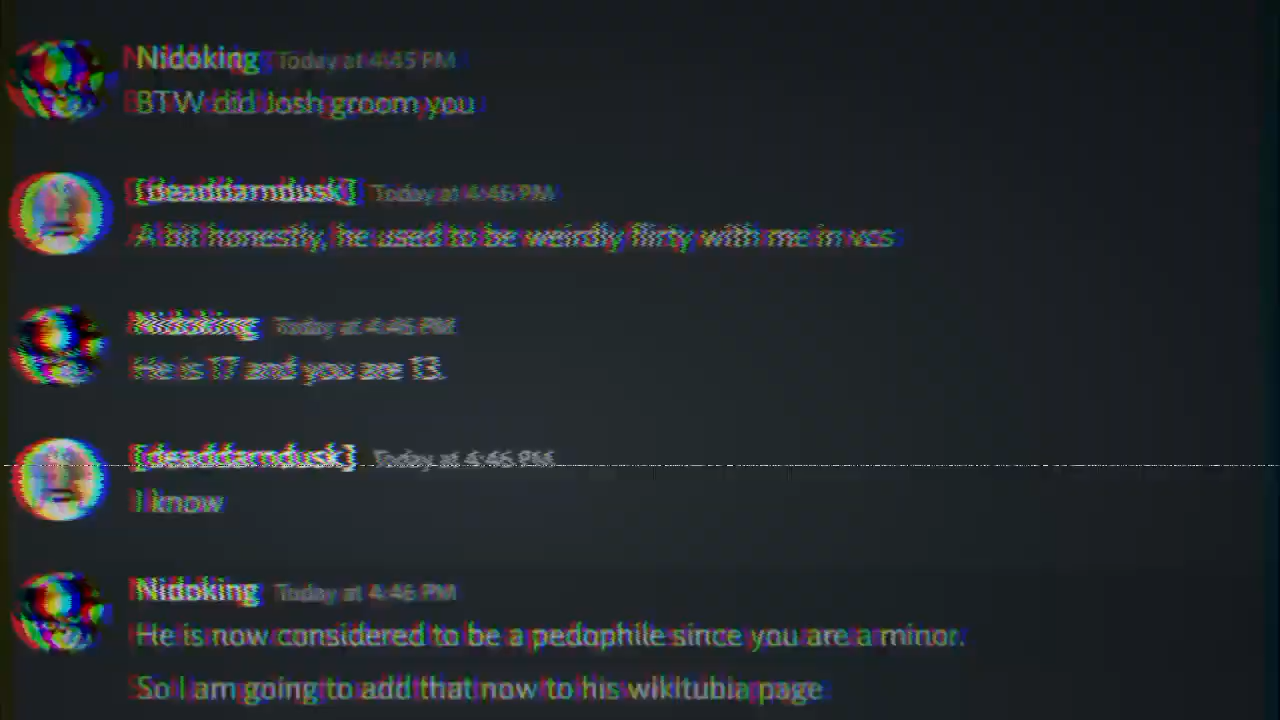 Nidoking Today at 4:45 PM
BTW did Josh groom you
[deaddarndusk] Today at 4:46 PM
A bit honestly, he used to be weirdly flirty with me in vcs
Nidoking Today at 4:46 PM
He is 17 and you are 13.
[deaddarndusk] Today at 4:46 PM
I know
Nidoking Today at 4:46 PM
He is now considered to be a pedophile since you are a minor.
So I am going to add that now to his wikitubia page